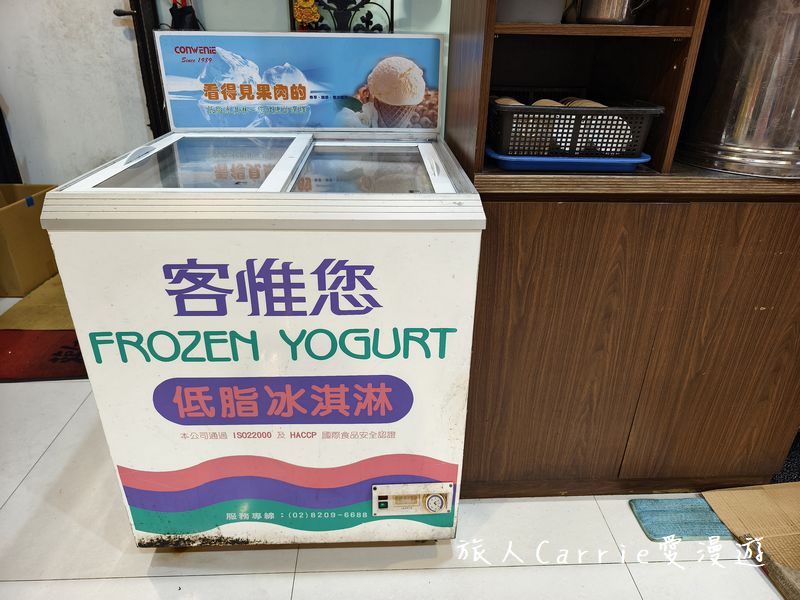 CONWENIE
Since 1989
看得見果肉的
客惟您
FROZEN YOGURT
低脂冰淇淋
本公司通過 ISO22000 及 HACCP 國際食品安全認證
服務專線：(02)8209-6688
旅人Carrie愛漫遊